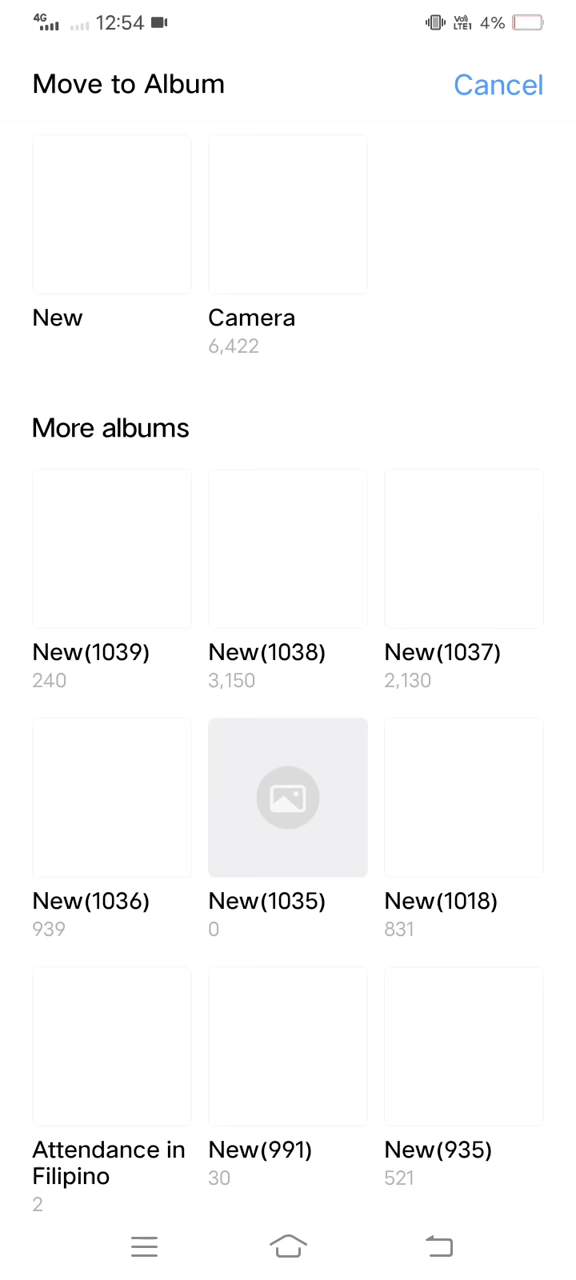 4G 12:54 VoI) LTE1 4%
Move to Album Cancel
New Camera
6,422
More albums
New(1039) New(1038) New(1037)
240 3,150 2,130
New(1036) New(1035) New(1018)
939 0 831
Attendance in New(991) New(935)
Filipino 30 521
2